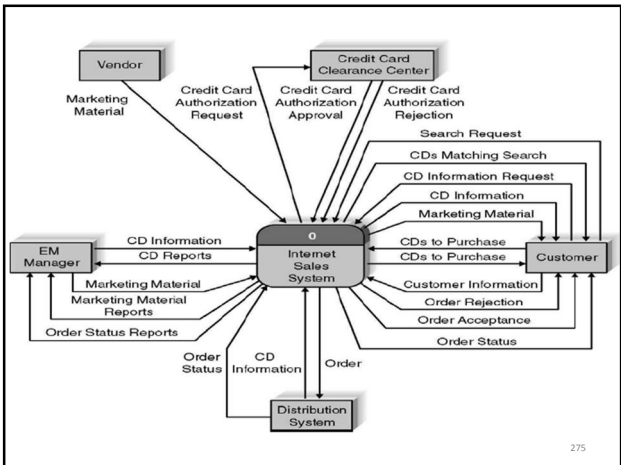 Vendor
Credit Card
Clearance Center
Marketing
Material
Credit Card
Authorization
Request
Credit Card
Authorization
Approval
Credit Card
Authorization
Rejection
Search Request
CDs Matching Search
CD Information Request
CD Information
Marketing Material
0
Internet
Sales
System
EM
Manager
CD Information
CD Reports
CDs to Purchase
CDs to Purchase
Customer
Marketing Material
Marketing Material
Reports
Order Status Reports
Customer Information
Order Rejection
Order Acceptance
Order Status
Order
Status
CD
Information
Order
Distribution
System
275